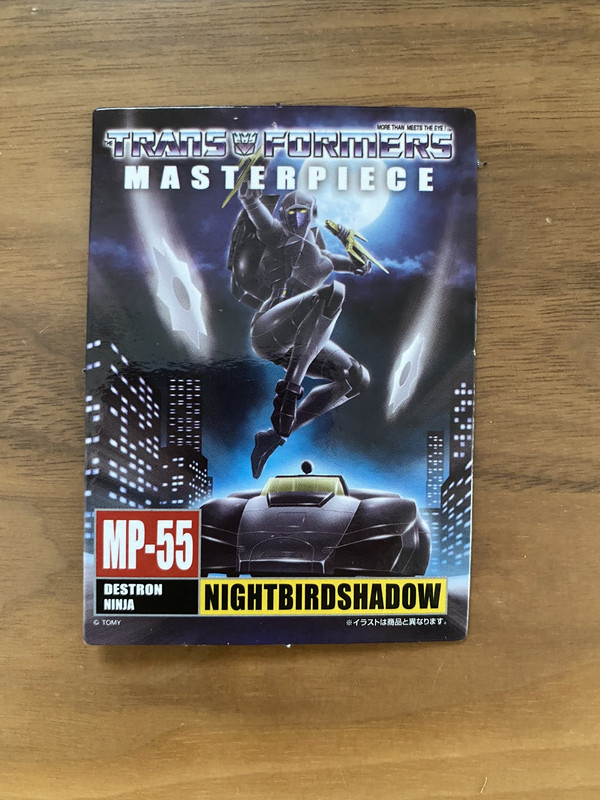 MORE THAN MEETS THE EYE!
TRANSFORMERS
MASTERPIECE
MP-55
DESTRON
NINJA
NIGHTBIRDSHADOW
© TOMY
※イラストは商品と異なります。